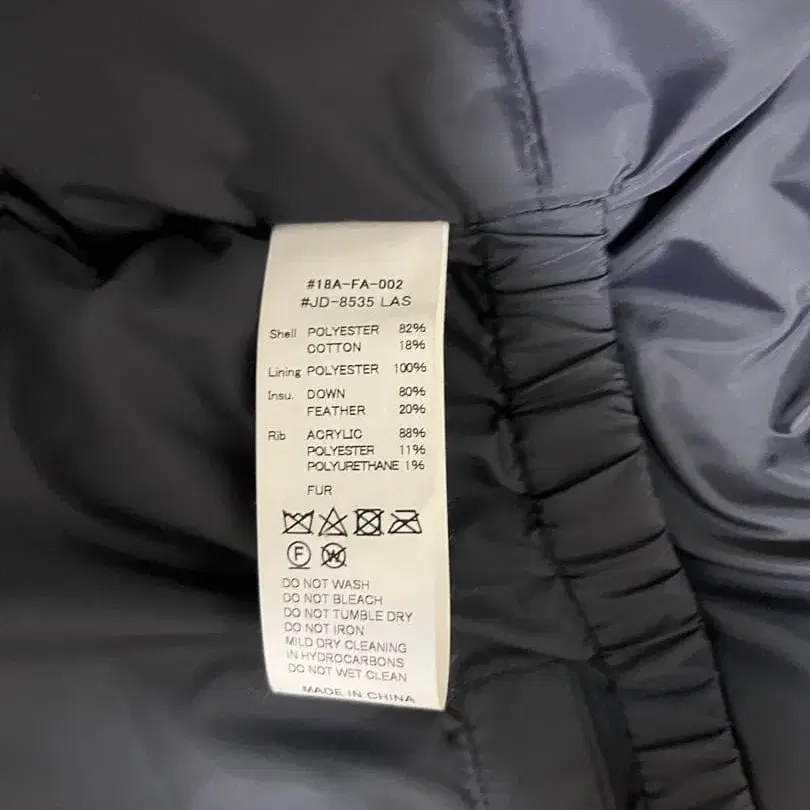 #18A-FA-002
#JD-8535 LAS
Shell POLYESTER 82%
COTTON 18%
Lining POLYESTER 100%
Insu. DOWN 80%
FEATHER 20%
Rib ACRYLIC 88%
POLYESTER 11%
POLYURETHANE 1%
FUR
F W
DO NOT WASH
DO NOT BLEACH
DO NOT TUMBLE DRY
DO NOT IRON
MILD DRY CLEANING
IN HYDROCARBONS
DO NOT WET CLEAN
MADE IN CHINA